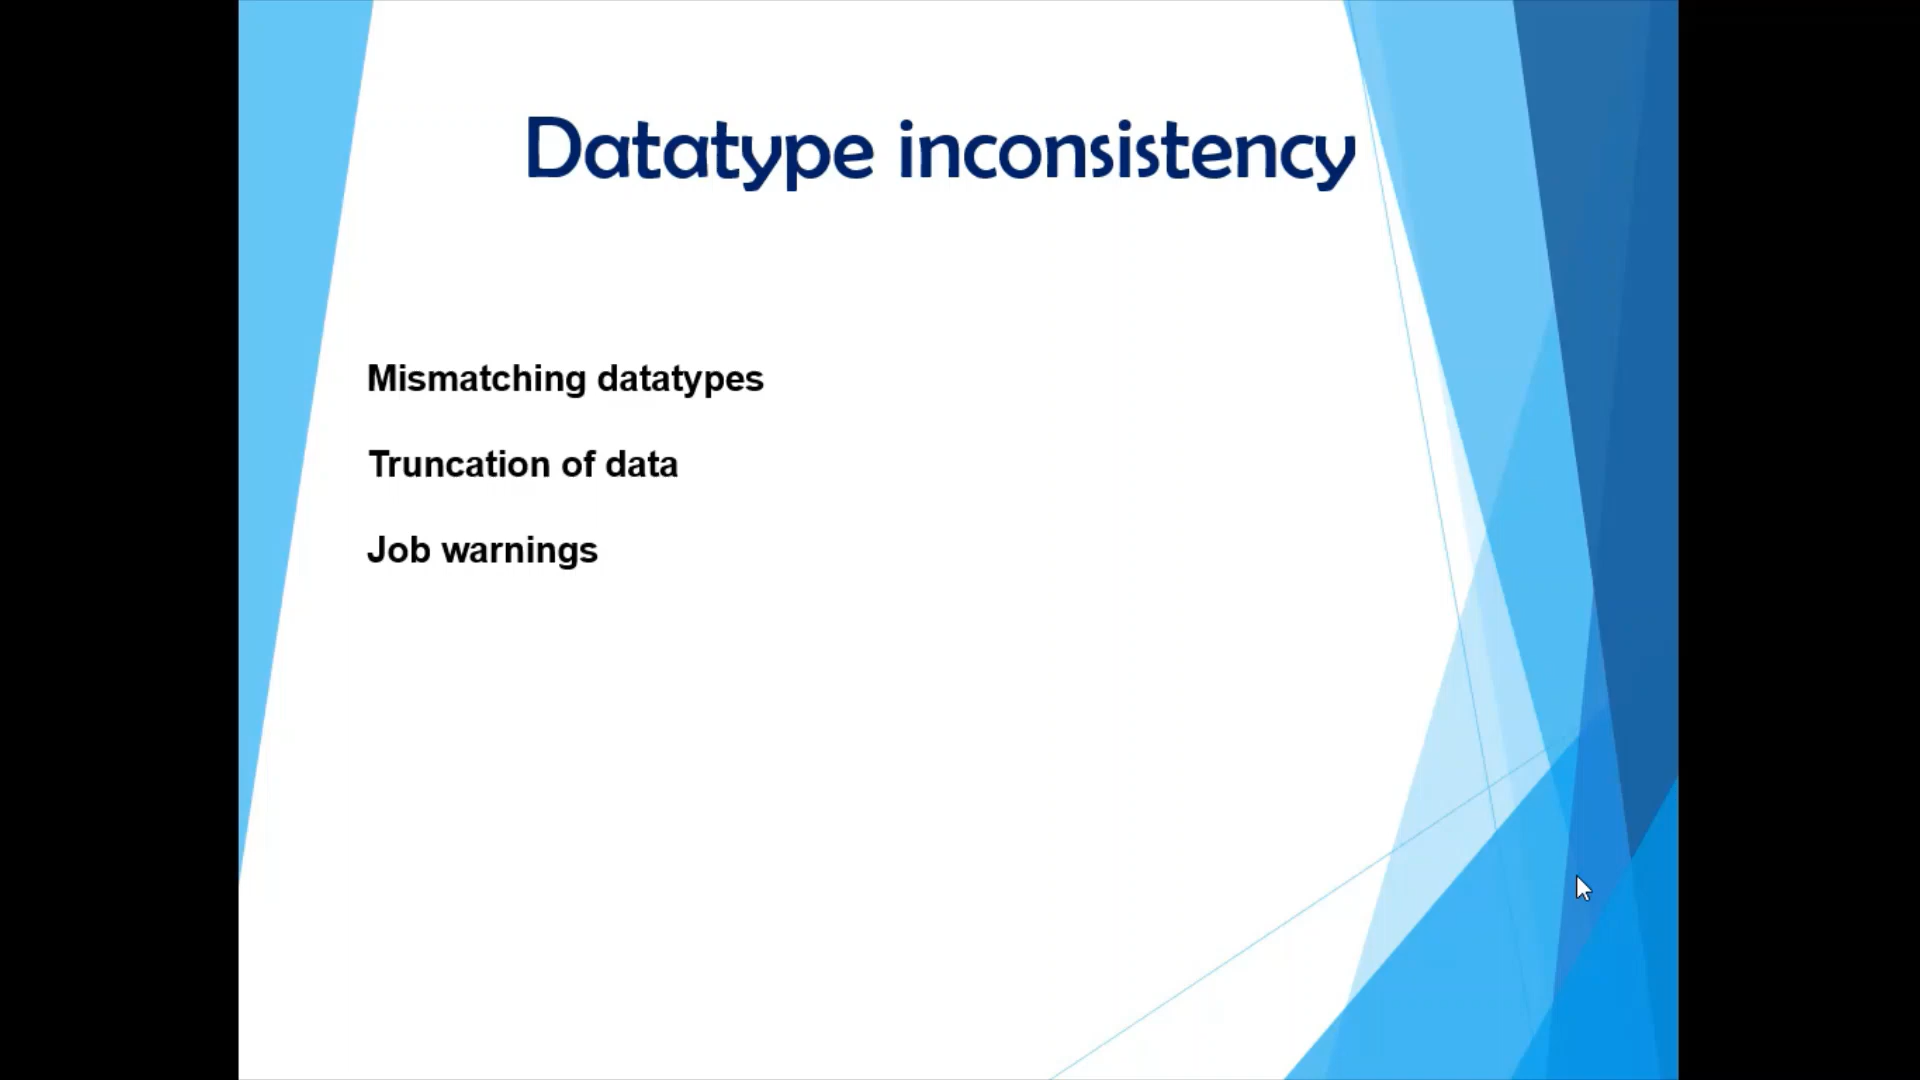 Datatype inconsistency
Mismatching datatypes
Truncation of data
Job warnings